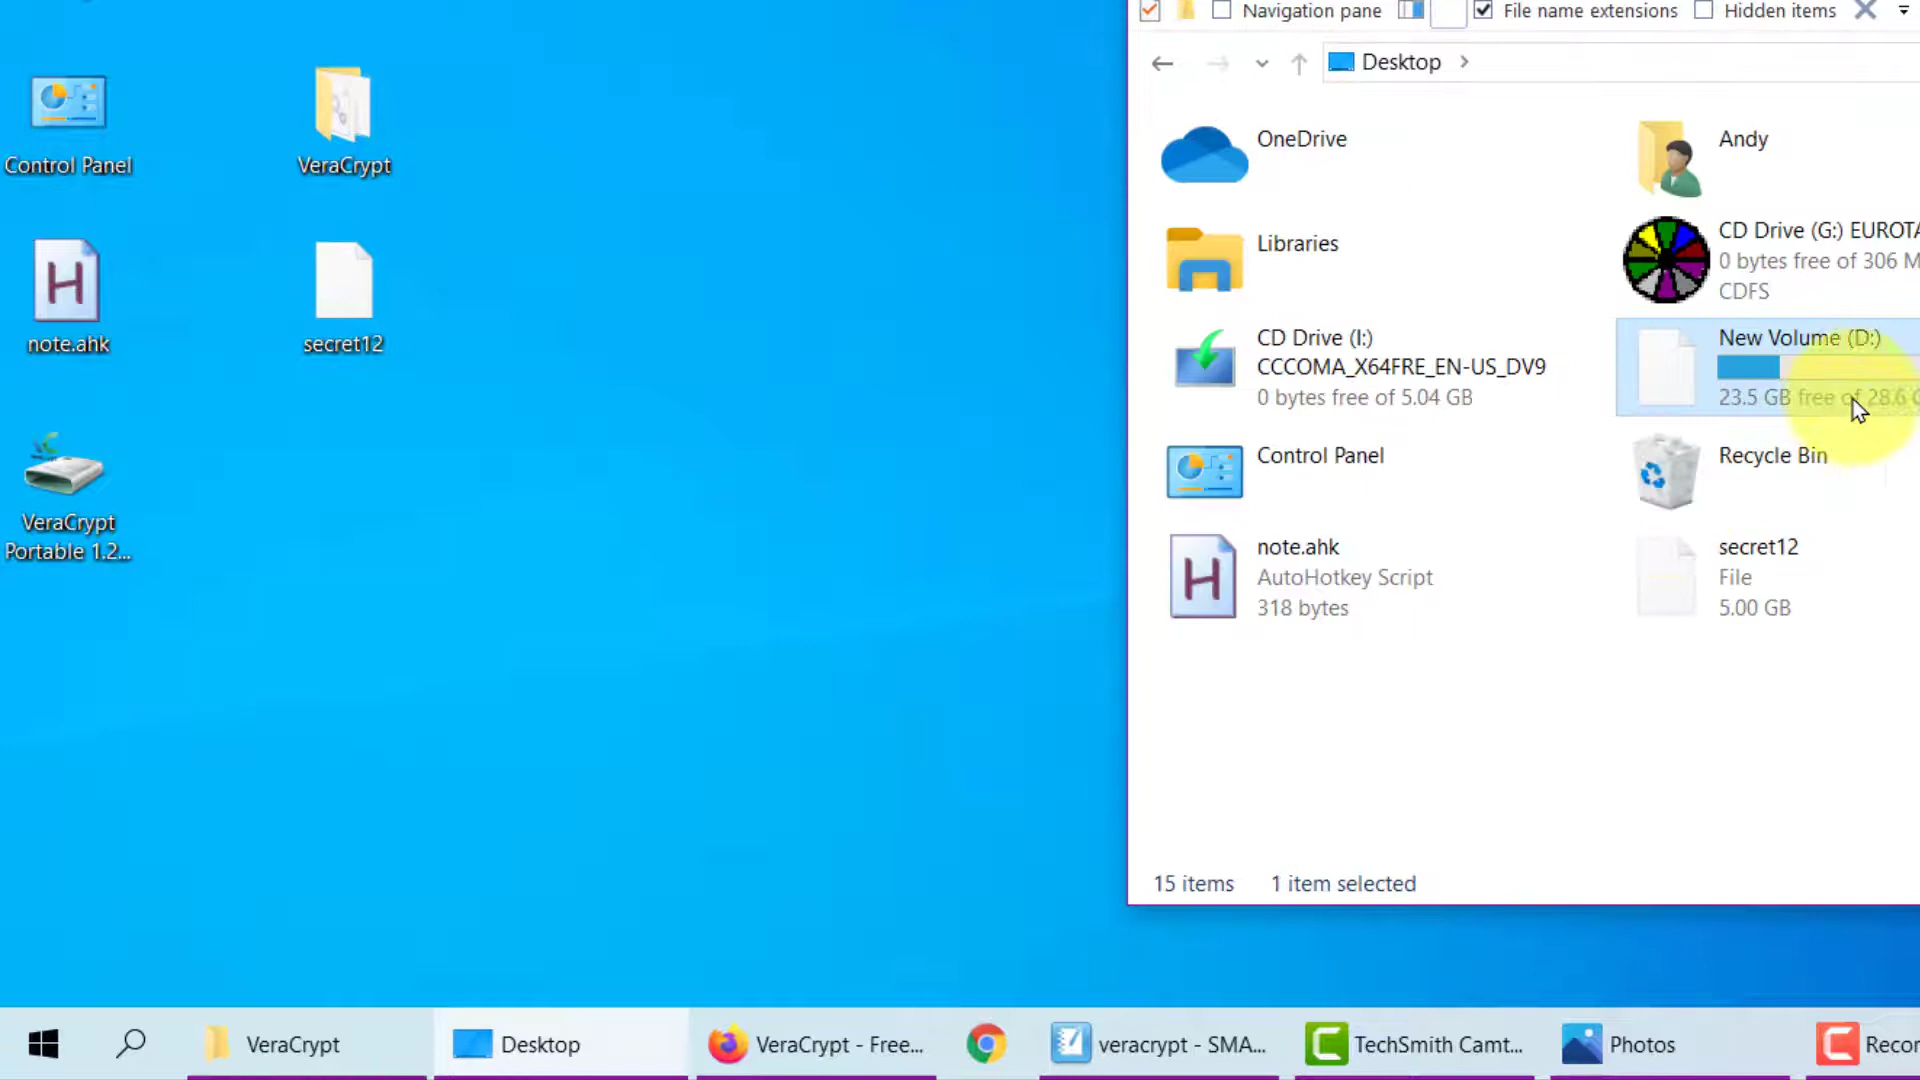 Control Panel
VeraCrypt
note.ahk
secret12
VeraCrypt
Portable 1.2...
Navigation pane
File name extensions
Hidden items
Desktop
OneDrive
Andy
Libraries
CD Drive (G:) EUROTA
0 bytes free of 306 M
CDFS
CD Drive (I:)
CCCOMA_X64FRE_EN-US_DV9
0 bytes free of 5.04 GB
New Volume (D:)
23.5 GB free of 28.6 G
Control Panel
Recycle Bin
note.ahk
AutoHotkey Script
318 bytes
secret12
File
5.00 GB
15 items 1 item selected
VeraCrypt
Desktop
VeraCrypt - Free...
veracrypt - SMA...
TechSmith Camt...
Photos
Recor